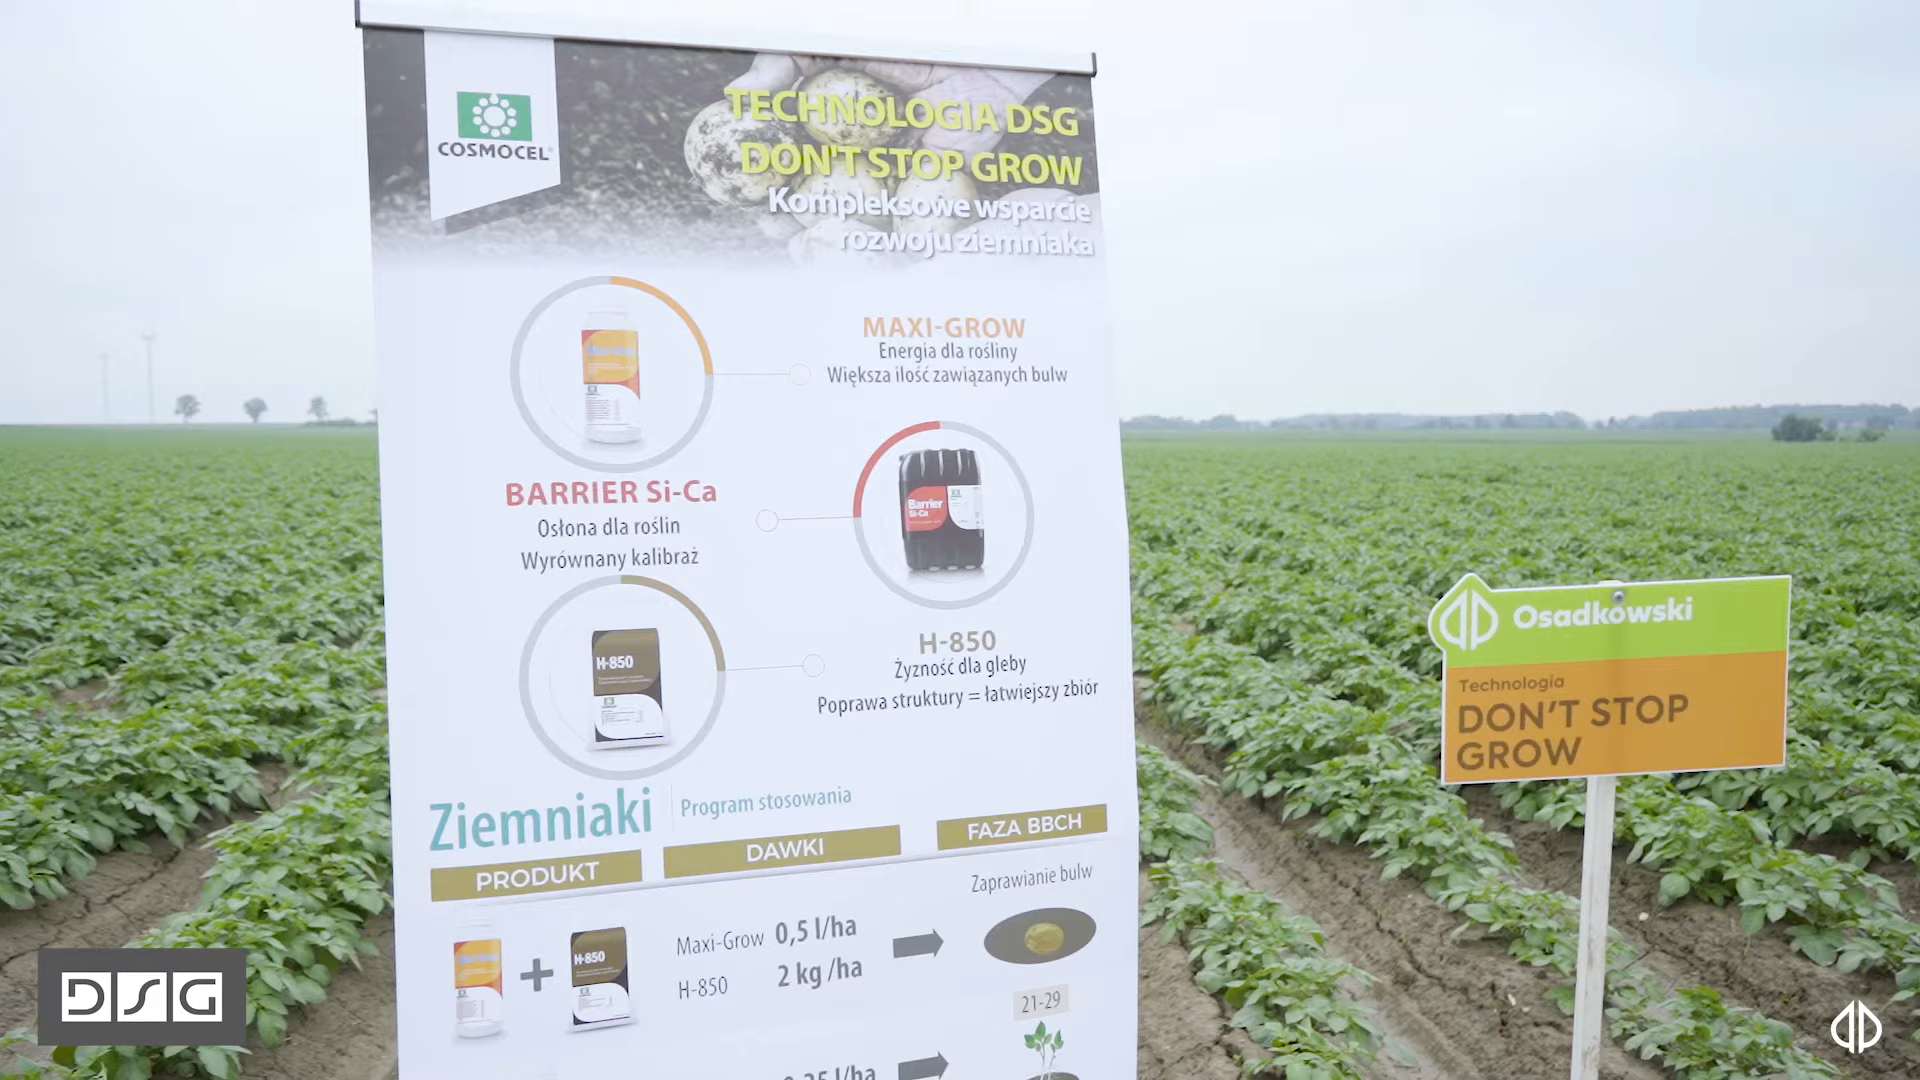 COSMOCEL
TECHNOLOGIA DSG
DON'T STOP GROW
Kompleksowe wsparcie
rozwoju ziemniaka
MAXI-GROW
Energia dla rośliny
Większa ilość zawiązanych bulw
BARRIER Si-Ca
Osłona dla roślin
Wyrównany kalibraż
Barrier
Si-Ca
H-850
H-850
Żyzność dla gleby
Poprawa struktury = łatwiejszy zbiór
Ziemniaki
Program stosowania
PRODUKT
DAWKI
FAZA BBCH
Zaprawianie bulw
+
H-850
Maxi-Grow 0,5 l/ha
H-850 2 kg /ha
21-29
Osadkowski
Technologia
DON'T STOP
GROW
DSG